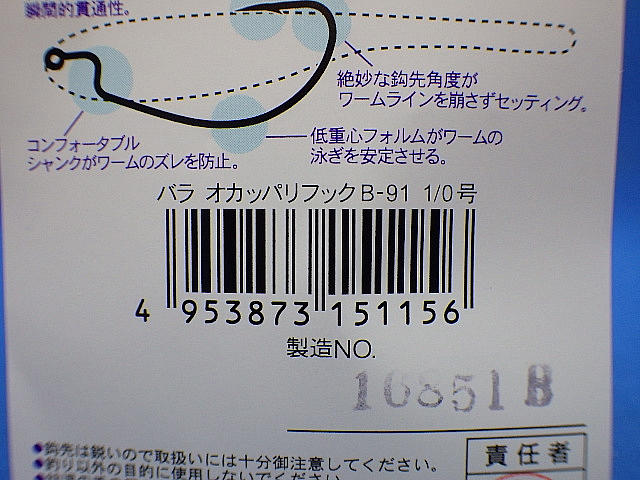 瞬間的貫通性。
絶妙な鈎先角度が
ワームラインを崩さずセッティング。
コンフォータブル
シャンクがワームのズレを防止。
低重心フォルムがワームの
泳ぎを安定させる。
バラ オカッパリフックB-91 1/0号
4 953873 151156
製造NO.
10851B
●鈎先は鋭いので取扱いには十分御注意してください。
●釣り以外の目的に使用しないでください。
責任者